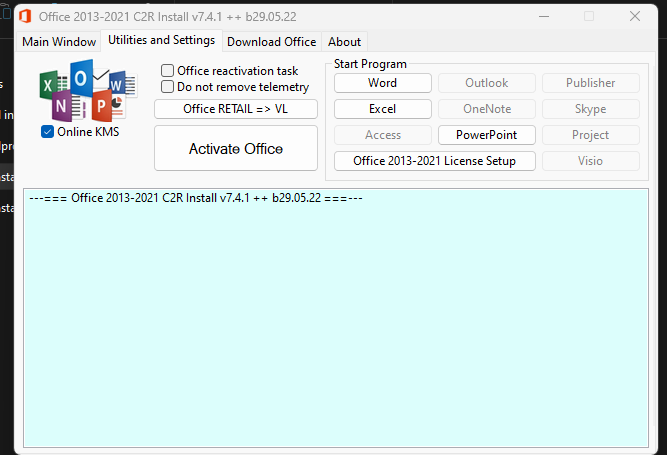 Office 2013-2021 C2R Install v7.4.1 ++ b29.05.22
Main Window
Utilities and Settings
Download Office
About
X
O
W
N
P
Online KMS
Office reactivation task
Do not remove telemetry
Office RETAIL => VL
Activate Office
Start Program
Word
Outlook
Publisher
Excel
OneNote
Skype
Access
PowerPoint
Project
Office 2013-2021 License Setup
Visio
---=== Office 2013-2021 C2R Install v7.4.1 ++ b29.05.22 ===---